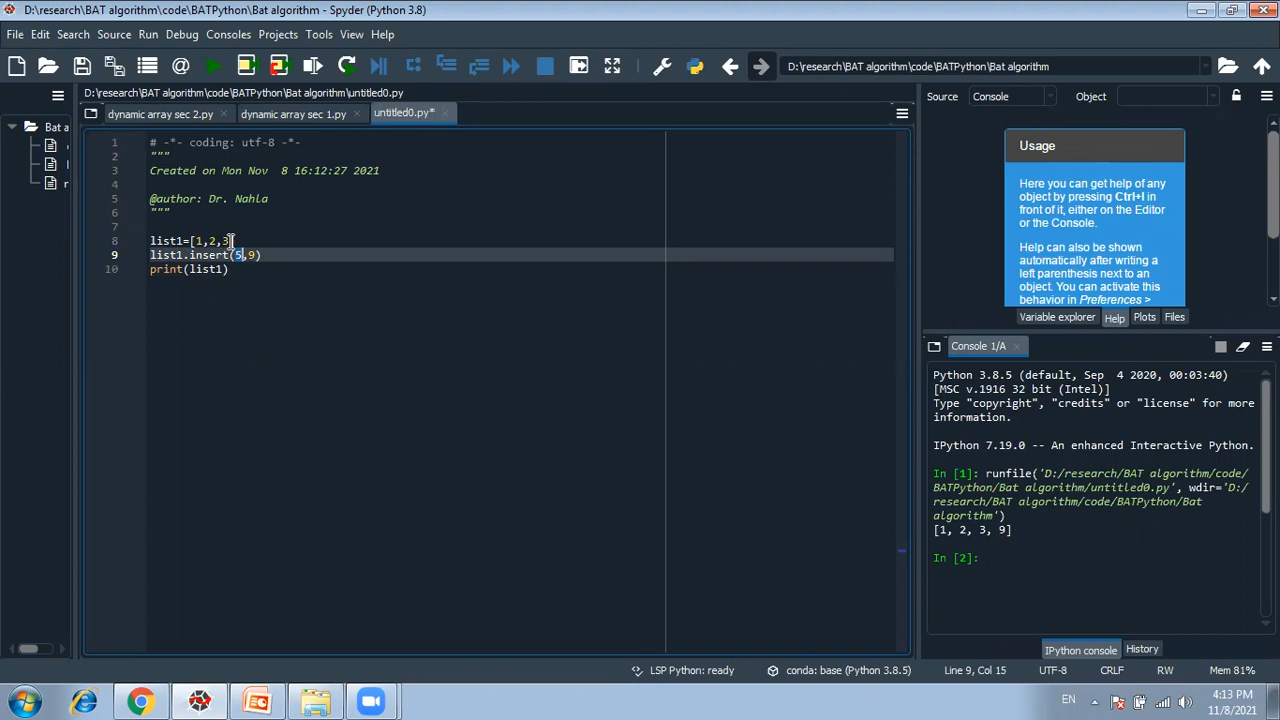 D:\research\BAT algorithm\code\BATPython\Bat algorithm - Spyder (Python 3.8)
File Edit Search Source Run Debug Consoles Projects Tools View Help
D:\research\BAT algorithm\code\BATPython\Bat algorithm
D:\research\BAT algorithm\code\BATPython\Bat algorithm\untitled0.py
dynamic array sec 2.py
dynamic array sec 1.py
untitled0.py*
Bat a
1 # -*- coding: utf-8 -*-
2 """
3 Created on Mon Nov  8 16:12:27 2021
4
5 @author: Dr. Nahla
6 """
7
8 list1=[1,2,3]
9 list1.insert(5,9)
10 print(list1)
Source Console Object
Usage
Here you can get help of any
object by pressing Ctrl+I in
front of it, either on the Editor
or the Console.
Help can also be shown
automatically after writing a
left parenthesis next to an
object. You can activate this
behavior in Preferences >
Variable explorer Help Plots Files
Console 1/A
Python 3.8.5 (default, Sep  4 2020, 00:03:40)
[MSC v.1916 32 bit (Intel)]
Type "copyright", "credits" or "license" for more
information.
IPython 7.19.0 -- An enhanced Interactive Python.
In [1]: runfile('D:/research/BAT algorithm/code/
BATPython/Bat algorithm/untitled0.py', wdir='D:/
research/BAT algorithm/code/BATPython/Bat
algorithm')
[1, 2, 3, 9]
In [2]:
IPython console History
LSP Python: ready conda: base (Python 3.8.5) Line 9, Col 15 UTF-8 CRLF RW Mem 81%
EN
4:13 PM
11/8/2021